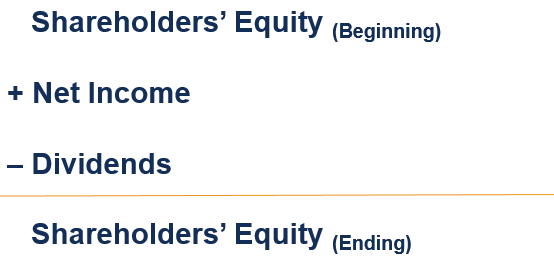 Shareholders’ Equity (Beginning)
+ Net Income
– Dividends
Shareholders’ Equity (Ending)